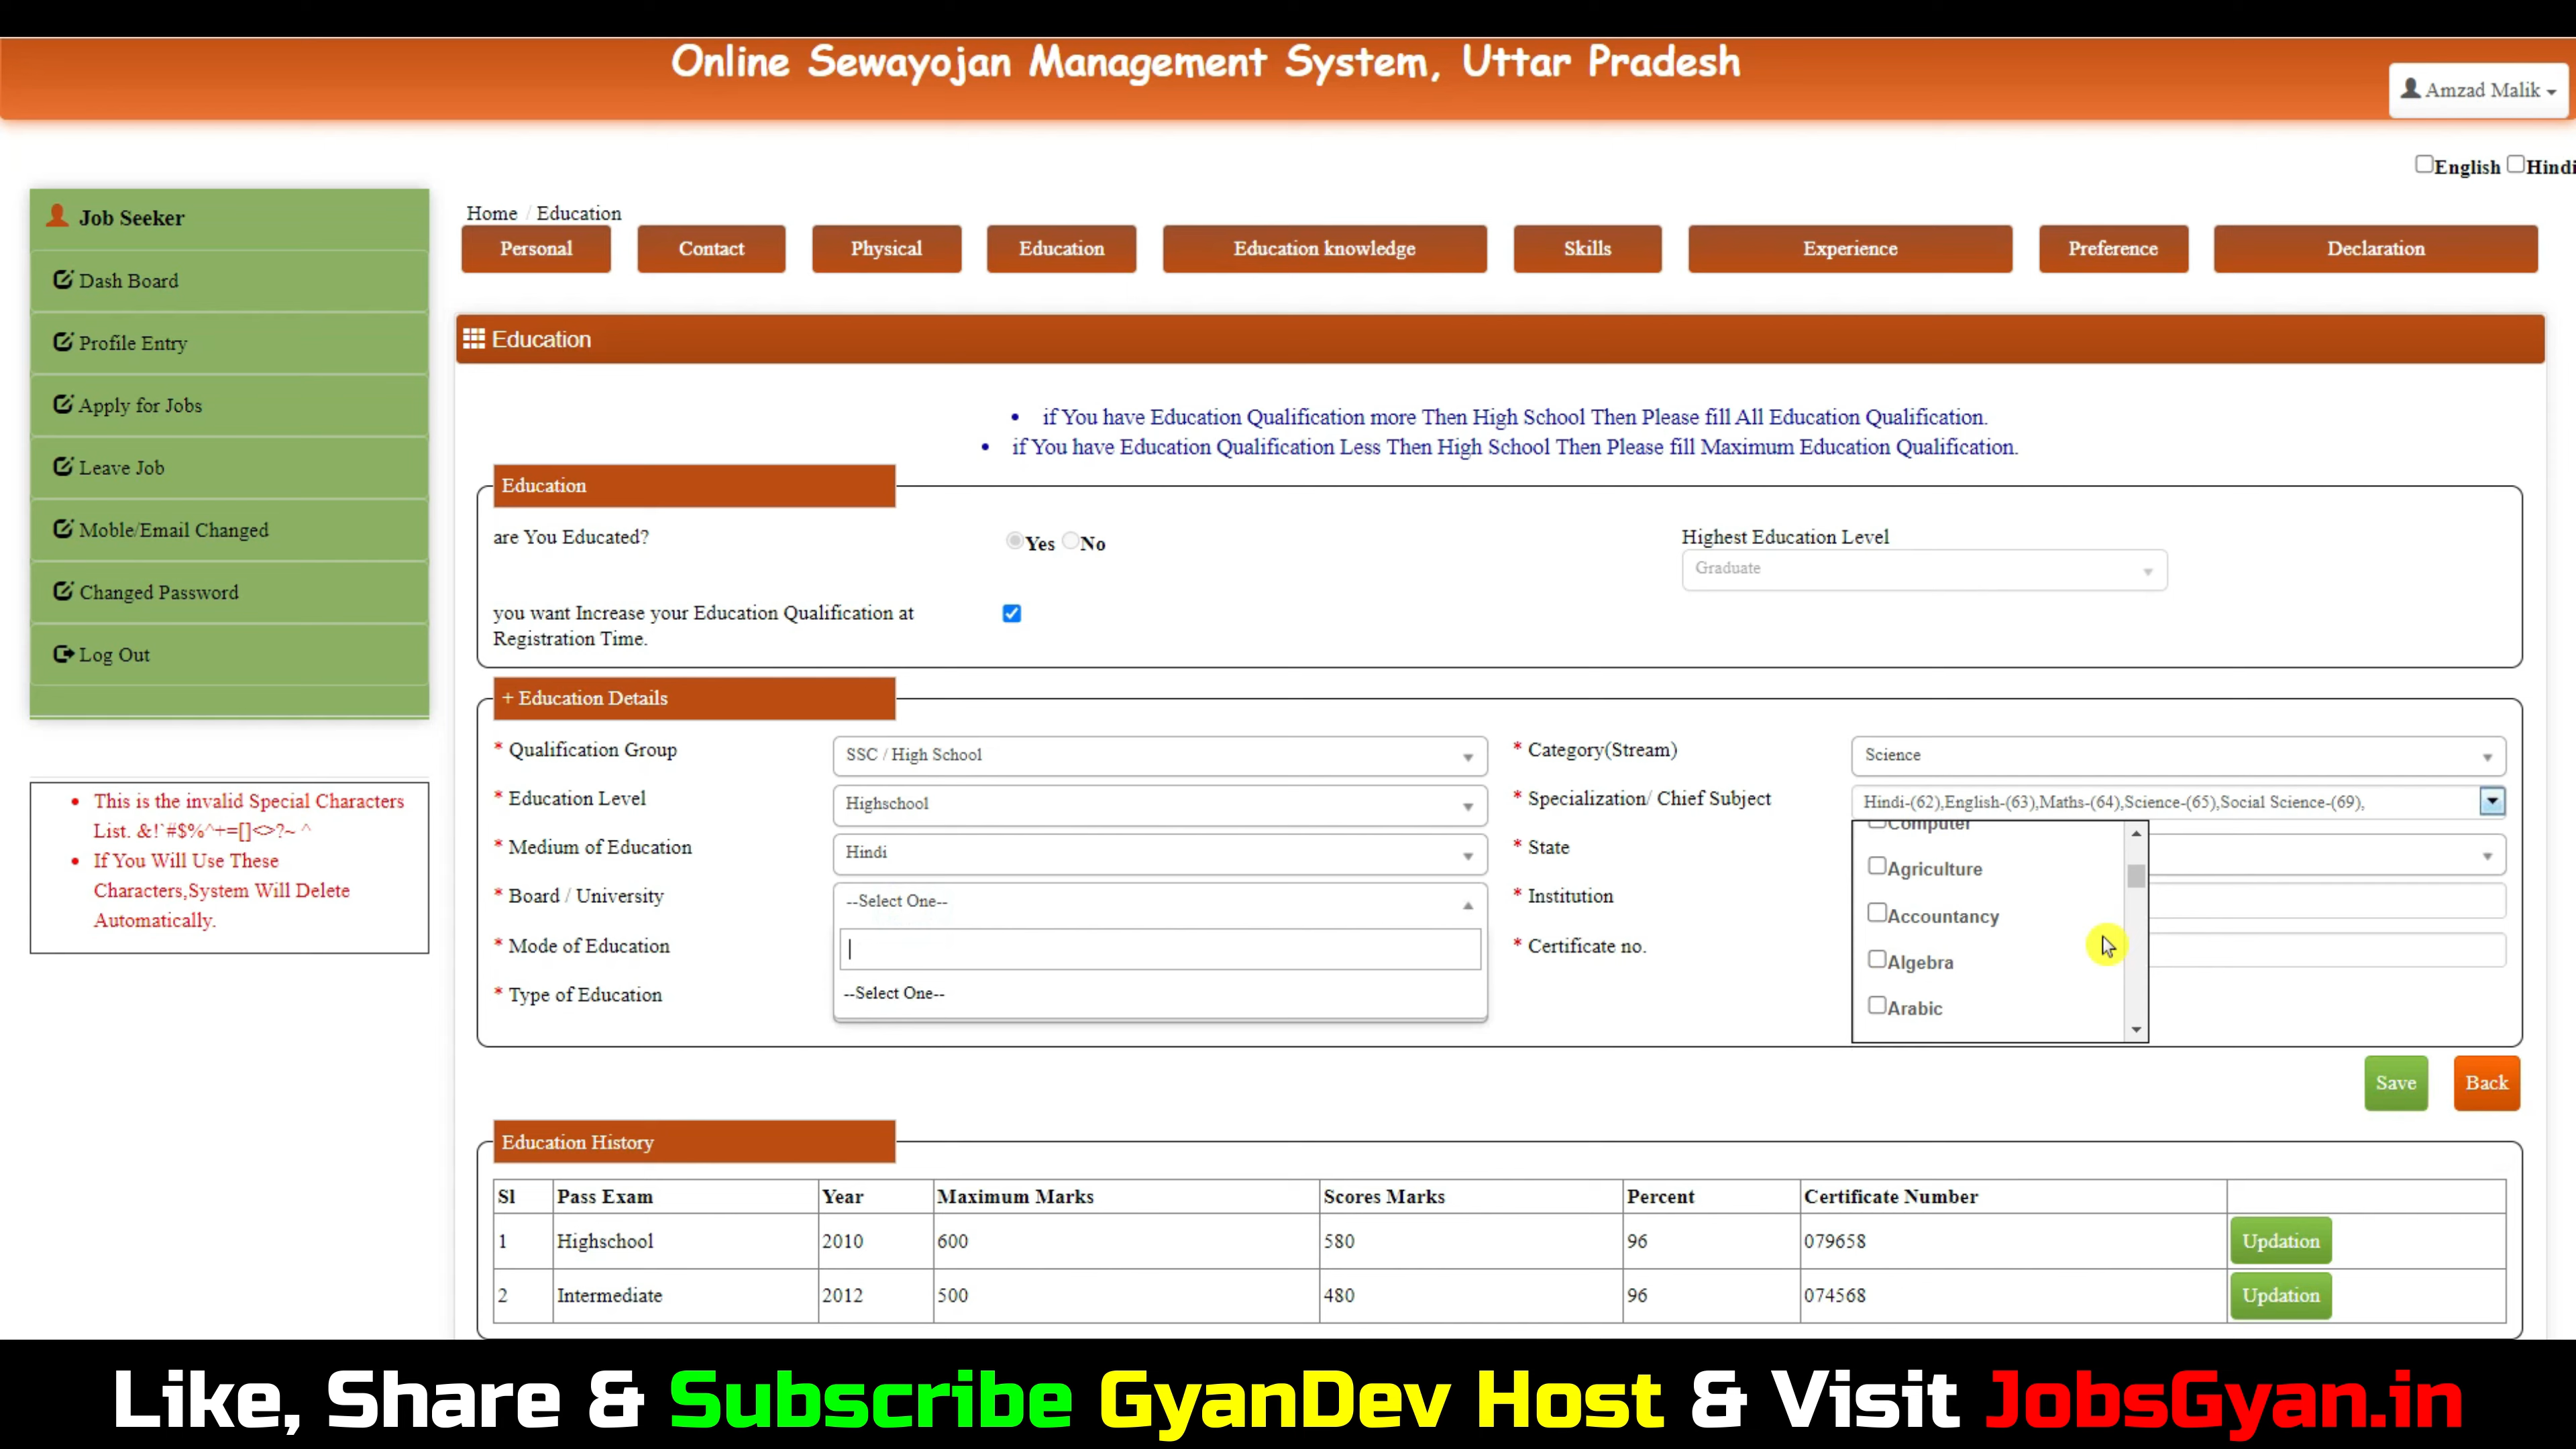 Online Sewayojan Management System, Uttar Pradesh
Amzad Malik
English Hindi
Job Seeker
Dash Board
Profile Entry
Apply for Jobs
Leave Job
Moble/Email Changed
Changed Password
Log Out
This is the invalid Special Characters
List. &!`#$%^+=[]<>?~ ^
If You Will Use These
Characters,System Will Delete
Automatically.
Home / Education
Personal
Contact
Physical
Education
Education knowledge
Skills
Experience
Preference
Declaration
Education
if You have Education Qualification more Then High School Then Please fill All Education Qualification.
if You have Education Qualification Less Then High School Then Please fill Maximum Education Qualification.
Education
are You Educated?
Yes No
Highest Education Level
Graduate
you want Increase your Education Qualification at
Registration Time.
+ Education Details
* Qualification Group
SSC / High School
* Category(Stream)
Science
* Education Level
Highschool
* Specialization/ Chief Subject
Hindi-(62),English-(63),Maths-(64),Science-(65),Social Science-(69),
Computer
Agriculture
Accountancy
Algebra
Arabic
* Medium of Education
Hindi
* State
* Board / University
--Select One--
--Select One--
* Institution
* Mode of Education
* Certificate no.
* Type of Education
Save
Back
Education History
Sl Pass Exam Year Maximum Marks Scores Marks Percent Certificate Number
1 Highschool 2010 600 580 96 079658 Updation
2 Intermediate 2012 500 480 96 074568 Updation
Like, Share & Subscribe GyanDev Host & Visit JobsGyan.in